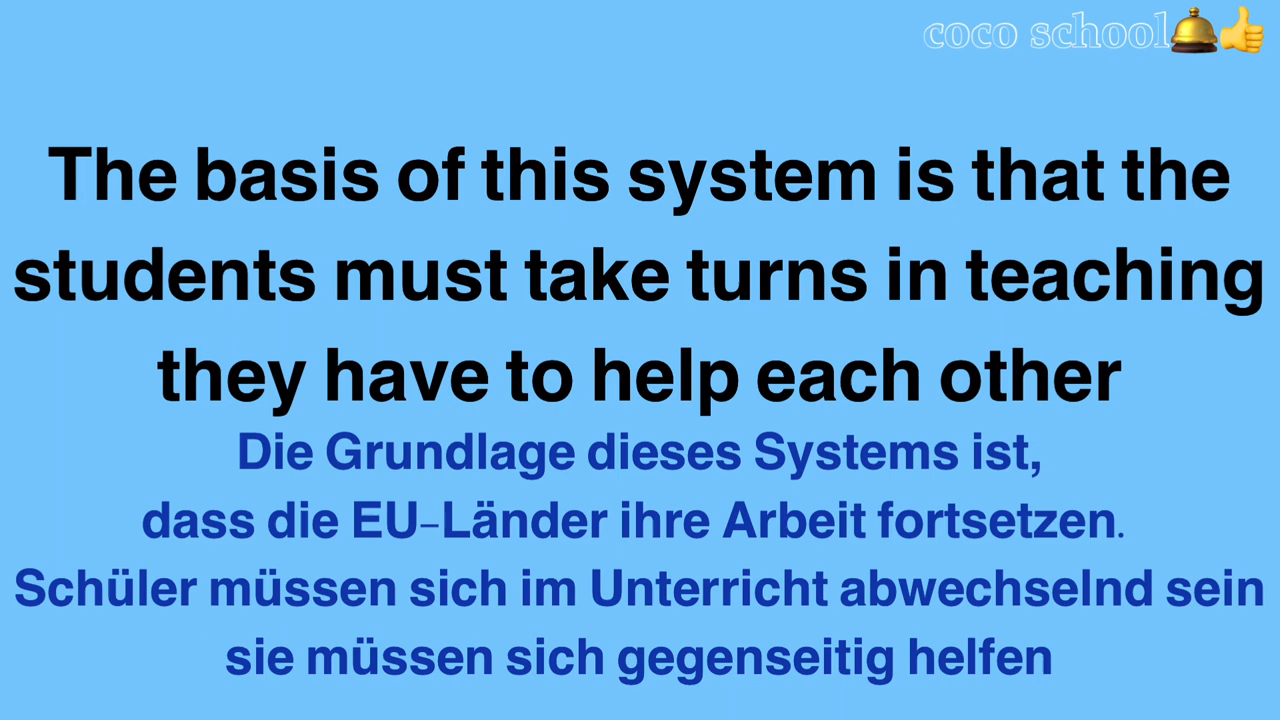 coco school
The basis of this system is that the
students must take turns in teaching
they have to help each other
Die Grundlage dieses Systems ist,
dass die EU-Länder ihre Arbeit fortsetzen.
Schüler müssen sich im Unterricht abwechselnd sein
sie müssen sich gegenseitig helfen